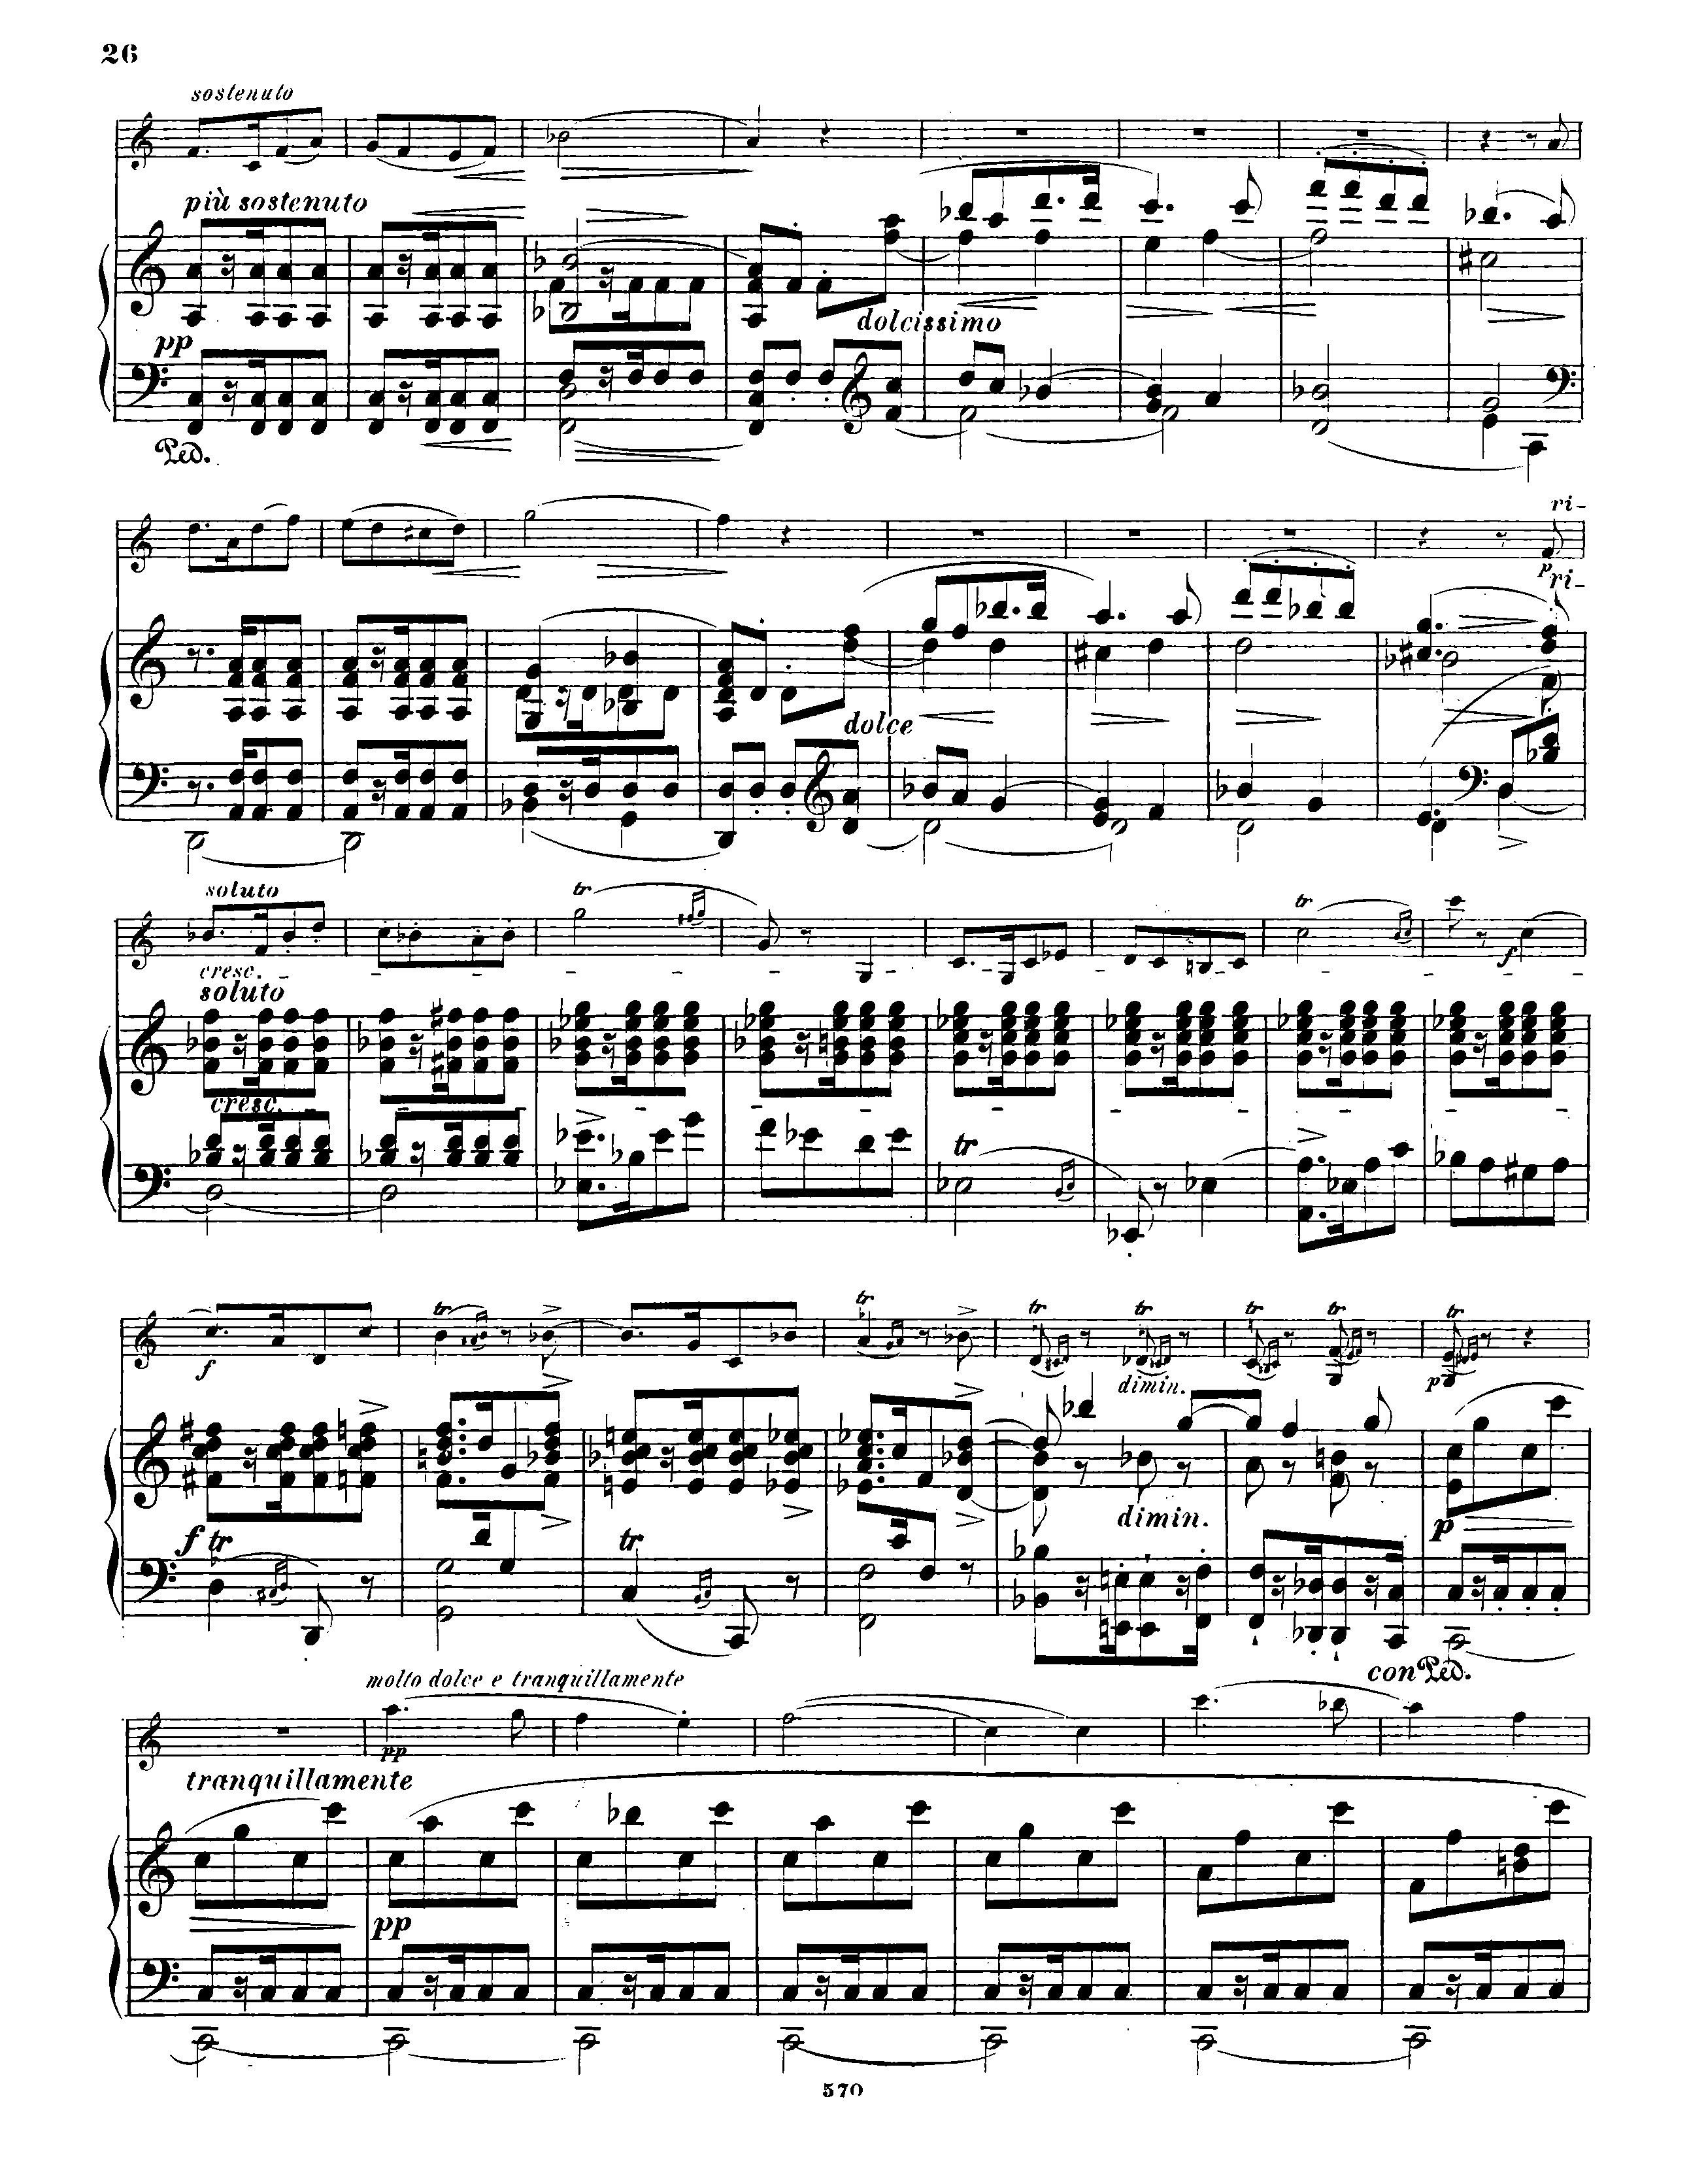 26
sostenuto
più sostenuto
pp
dolcissimo
Ped.
ri-
p
ri-
dolce
soluto
tr
tr
cresc.
soluto
cresc.
tr
tr tr tr tr tr tr tr
f
dimin.
p
f tr
tr
dimin.
p
con Ped.
molto dolce e tranquillamente
pp
tranquillamente
pp
570